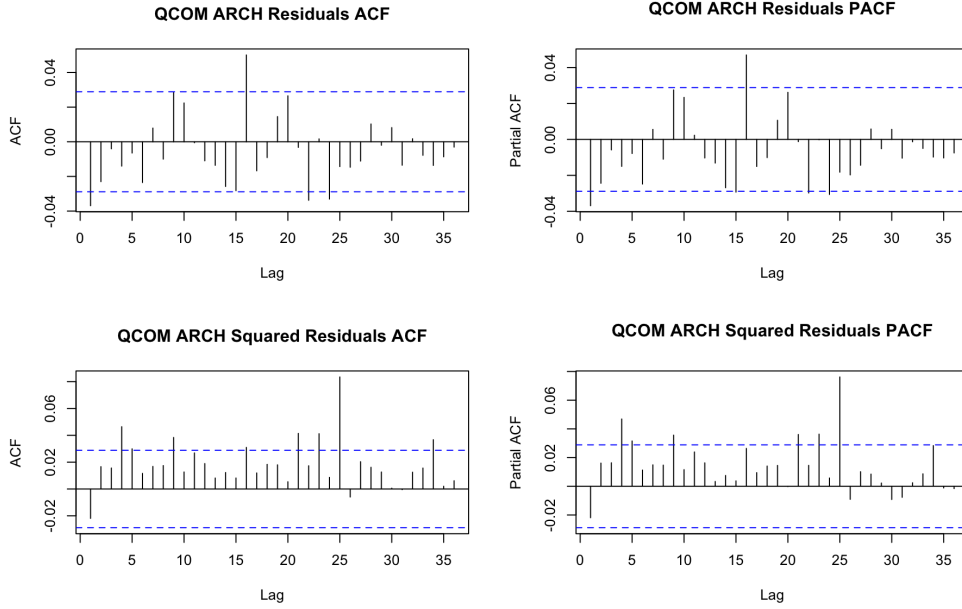 QCOM ARCH Residuals ACF
ACF
0.04
0.00
-0.04
0 5 10 15 20 25 30 35
Lag
QCOM ARCH Residuals PACF
Partial ACF
0.04
0.00
-0.04
0 5 10 15 20 25 30 35
Lag
QCOM ARCH Squared Residuals ACF
ACF
0.06
0.02
-0.02
0 5 10 15 20 25 30 35
Lag
QCOM ARCH Squared Residuals PACF
Partial ACF
0.06
0.02
-0.02
0 5 10 15 20 25 30 35
Lag